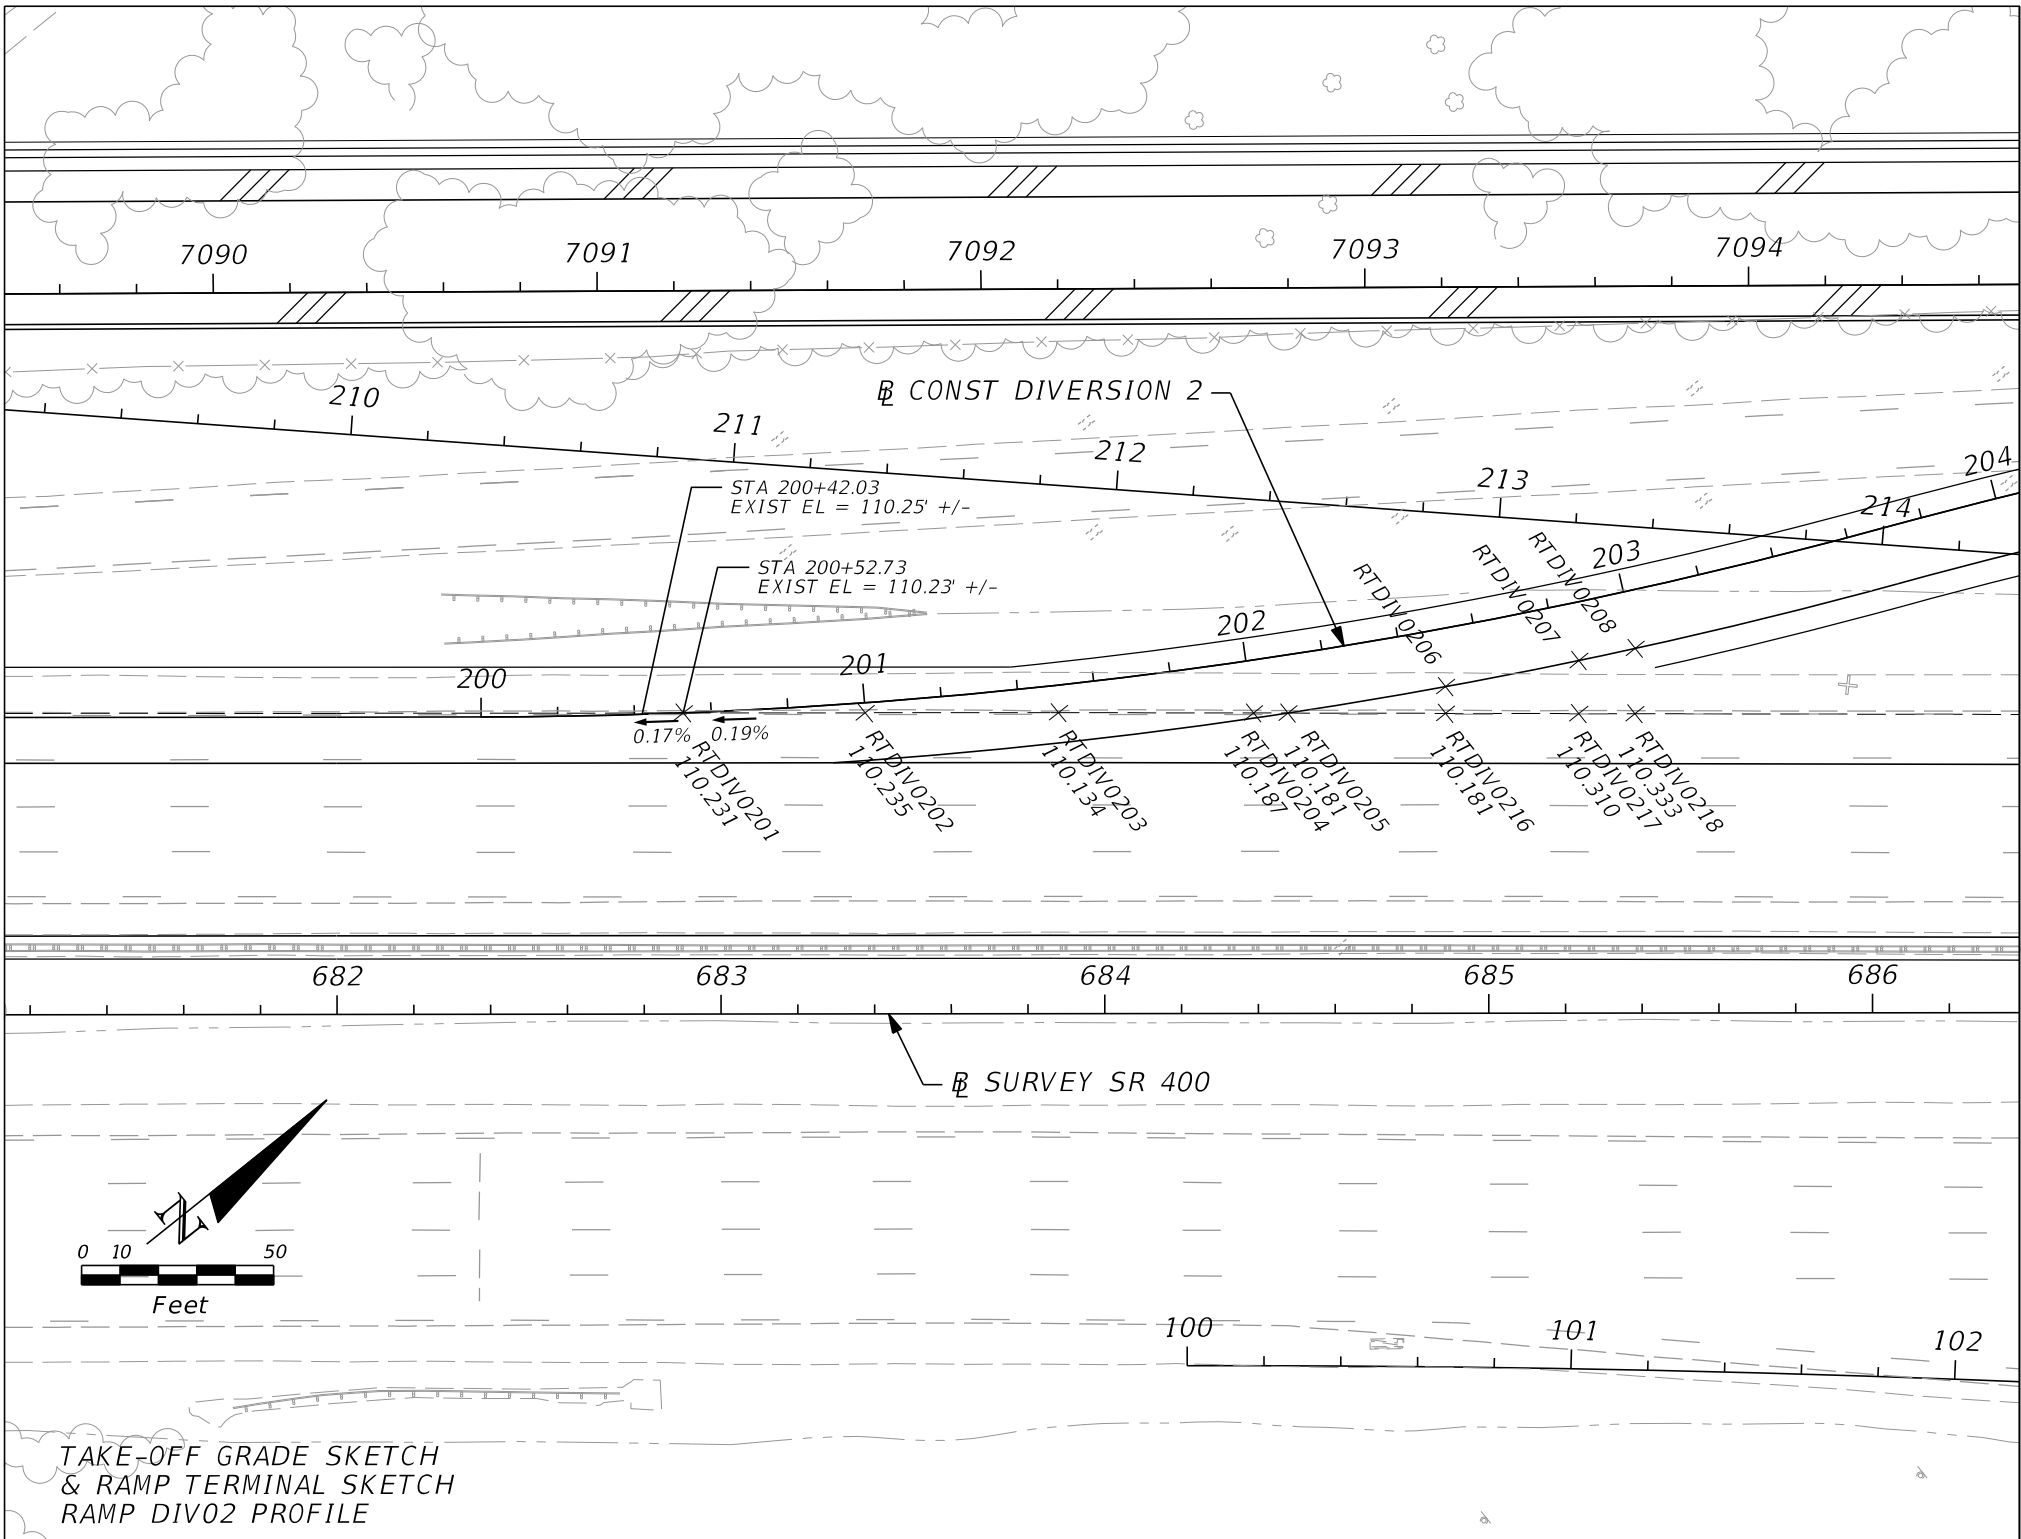 7090 7091 7092 7093 7094
210 211 212 213 214
℄ CONST DIVERSION 2
204
STA 200+42.03
EXIST EL = 110.25' +/-
STA 200+52.73
EXIST EL = 110.23' +/-
200 201 202 203
RTDIV0206
RTDIV0207
RTDIV0208
0.17% 0.19%
RTDIV0201
110.231
RTDIV0202
110.235
RTDIV0203
110.134
RTDIV0204
110.187
RTDIV0205
110.181
RTDIV0216
110.181
RTDIV0217
110.310
RTDIV0218
110.333
682 683 684 685 686
BL SURVEY SR 400
N
0 10 50
Feet
100 101 102
TAKE-OFF GRADE SKETCH
& RAMP TERMINAL SKETCH
RAMP DIV02 PROFILE